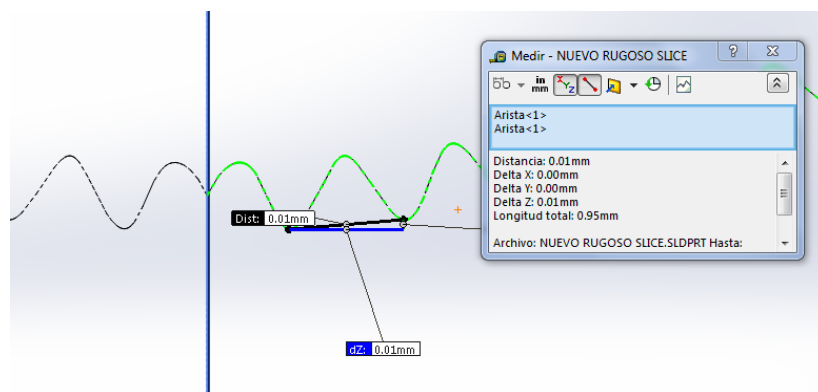 Medir - NUEVO RUGOSO SLICE
in
mm
X
Y
Z
Arista<1>
Arista<1>
Distancia: 0.01mm
Delta X: 0.00mm
Delta Y: 0.00mm
Delta Z: 0.01mm
Longitud total: 0.95mm
Archivo: NUEVO RUGOSO SLICE.SLDPRT Hasta:
Dist: 0.01mm
dZ: 0.01mm